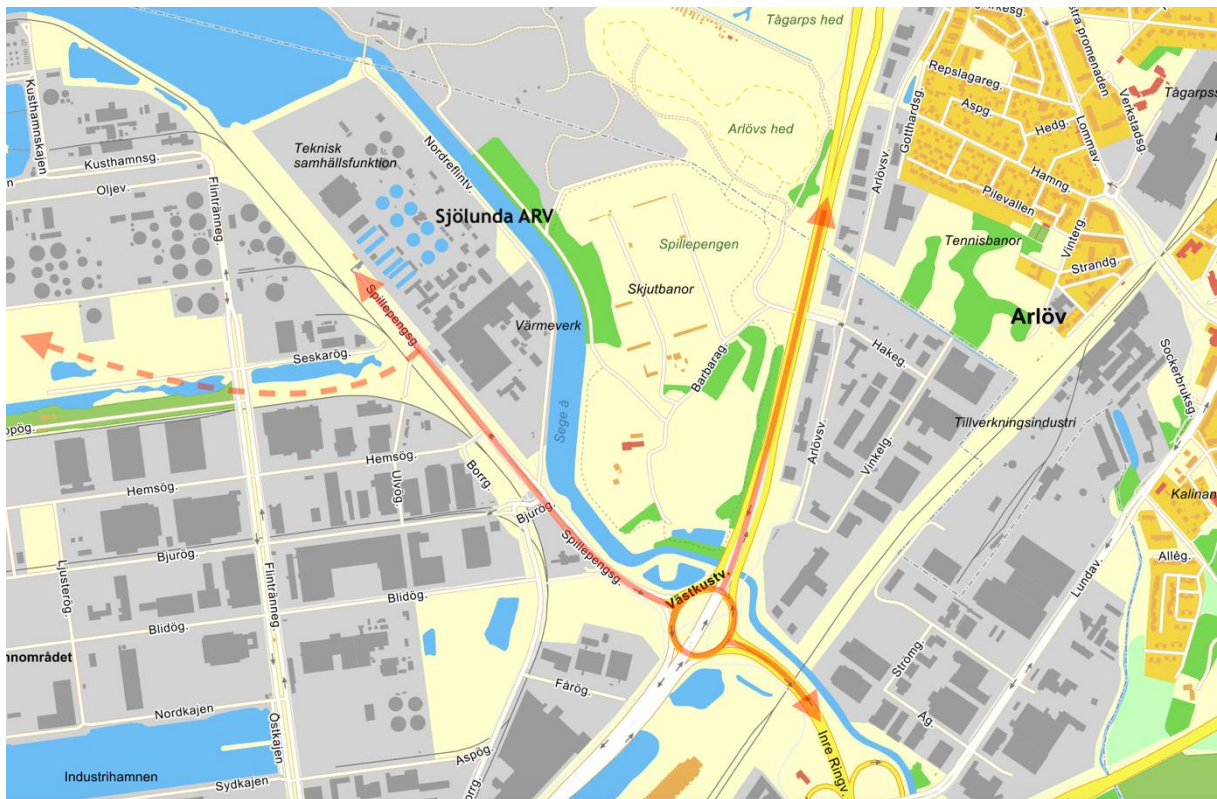 Tågarps hed
Kusthamnskajen
Kusthamnsg.
Oljev.
Flintränneg.
Teknisk
samhällsfunktion
Nordreflintv.
Sjölunda ARV
Arlövs hed
Spillepengen
Skjutbanor
Värmeverk
Spillepengsg.
Seskarög.
Sege å
Barbarag.
Arlövsv.
Gotthardsg.
Repslagareg.
Aspg.
Hedg.
Lommav.
Verkstadsg.
Hamng.
Pilevallen
Vinterg.
Strandg.
Tennisbanor
Arlöv
Hakeg.
Arlövsv.
Vinkelg.
Tillverkningsindustri
Sockerbruksg.
Kalinan
Allég.
Lundav.
Hemsög.
Hemsög.
Ulvög.
Borrg.
Bjurög.
Bjurög.
Spillepengsg.
Västkustv.
Ljusterög.
Flintränneg.
Blidög.
Blidög.
nnområdet
Fårög.
Strömg.
Åg.
Nordkajen
Östkajen
Aspög.
Inre Ringv.
Industrihamnen
Sydkajen